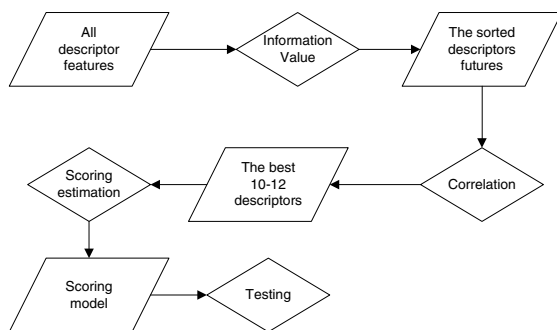 All
descriptor
features
Information
Value
The sorted
descriptors
futures
Scoring
estimation
The best
10-12
descriptors
Correlation
Scoring
model
Testing